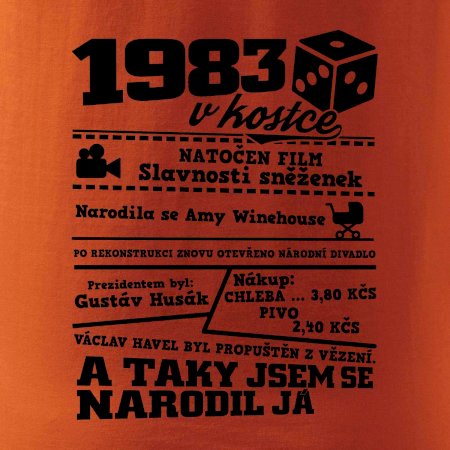 1983
v kostce
NATOČEN FILM
Slavnosti sněženek
Narodila se Amy Winehouse
PO REKONSTRUKCI ZNOVU OTEVŘENO NÁRODNÍ DIVADLO
Prezidentem byl:
Gustáv Husák
Nákup:
CHLEBA ... 3,80 KČS
PIVO
2,40 KČS
VÁCLAV HAVEL BYL PROPUŠTĚN Z VĚZENÍ.
A TAKY JSEM SE
NARODIL JÁ